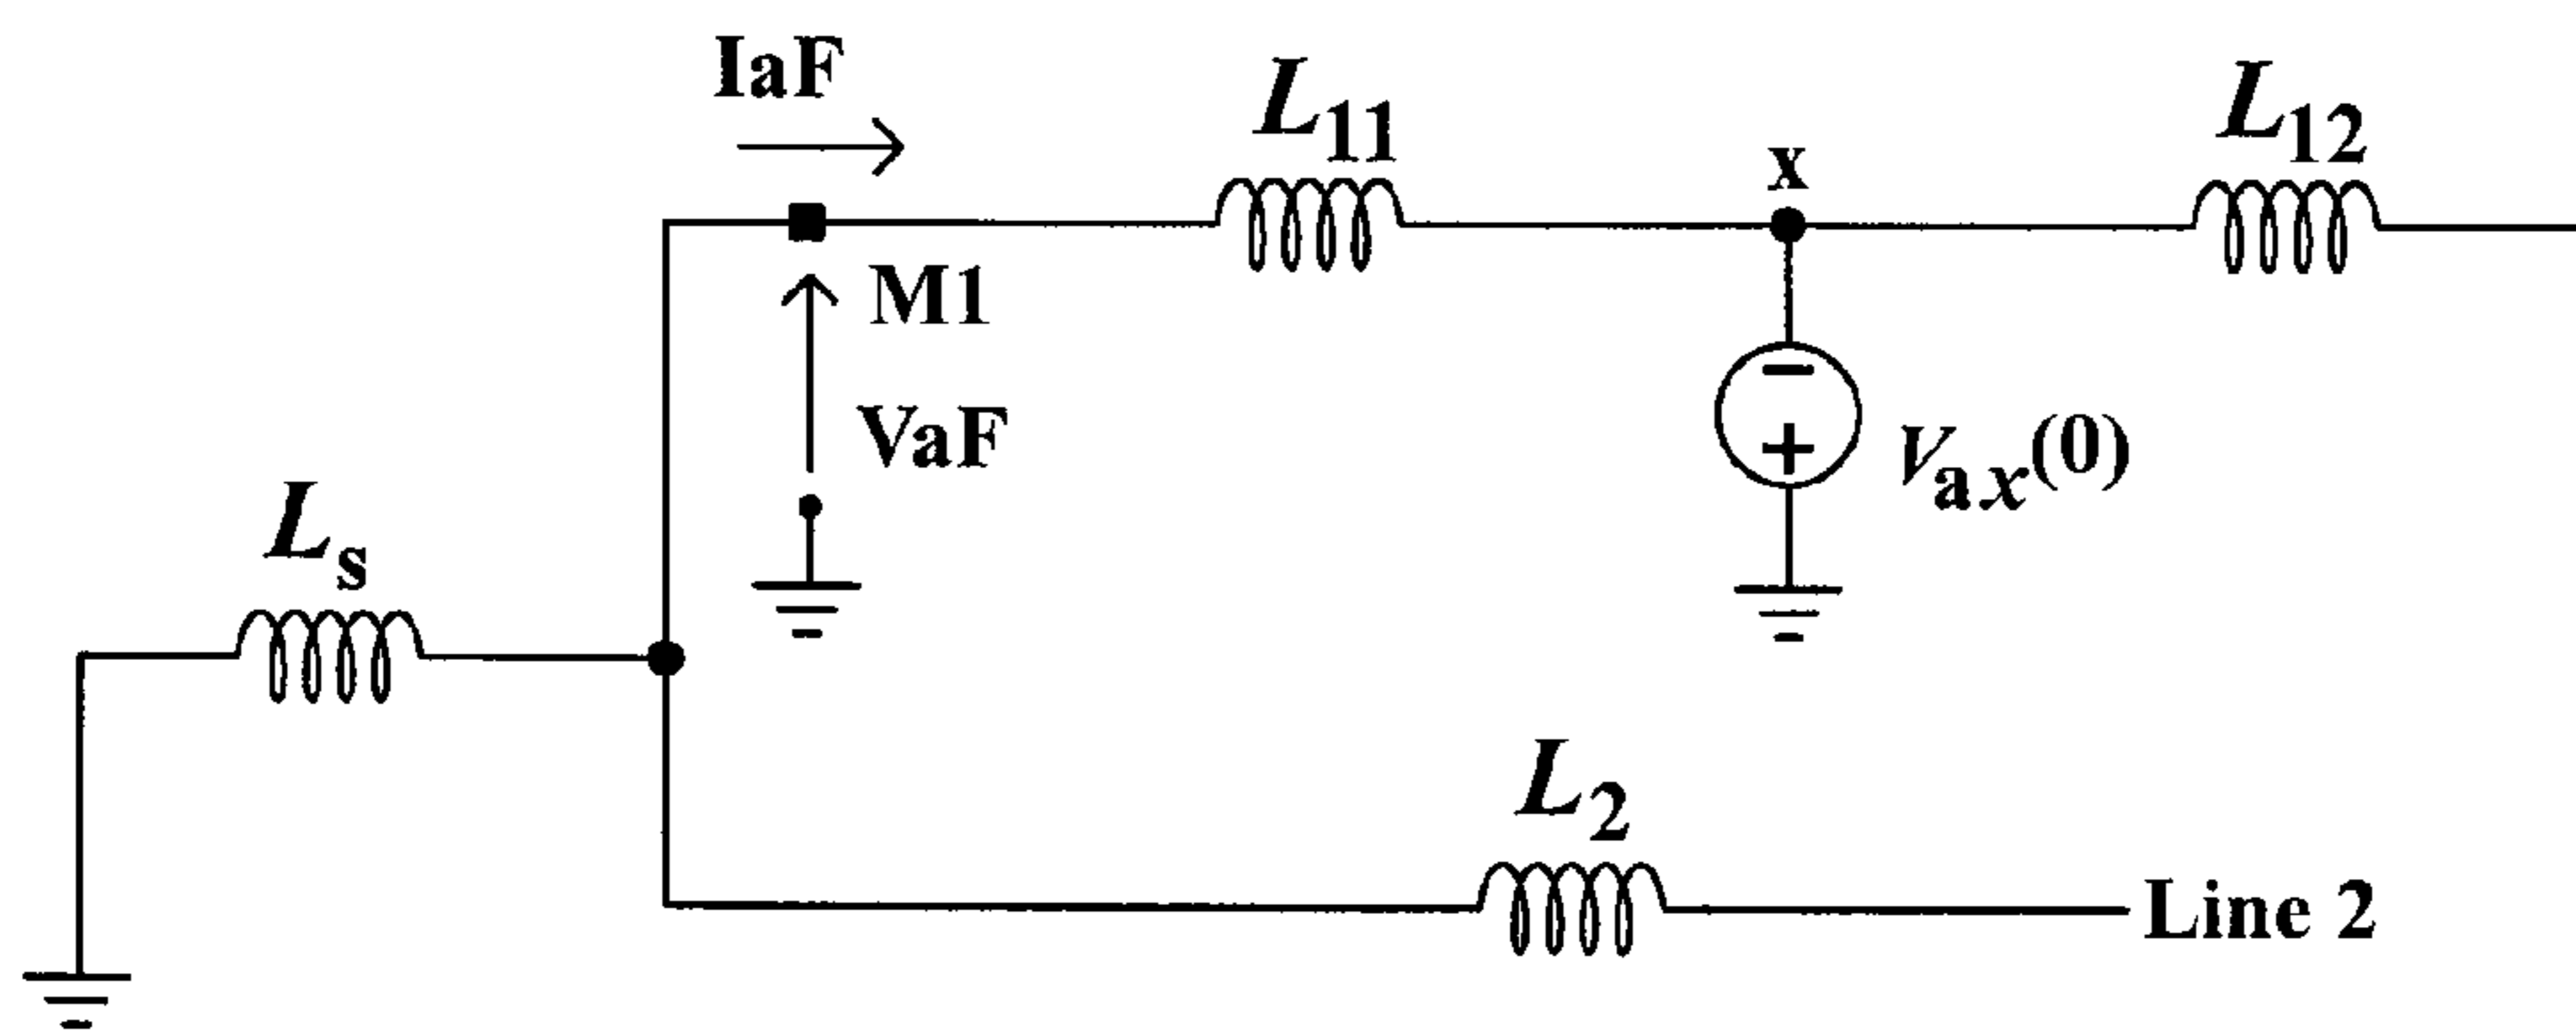 IaF
L11
x
L12
M1
VaF
− + Vax(0)
Ls
L2
Line 2